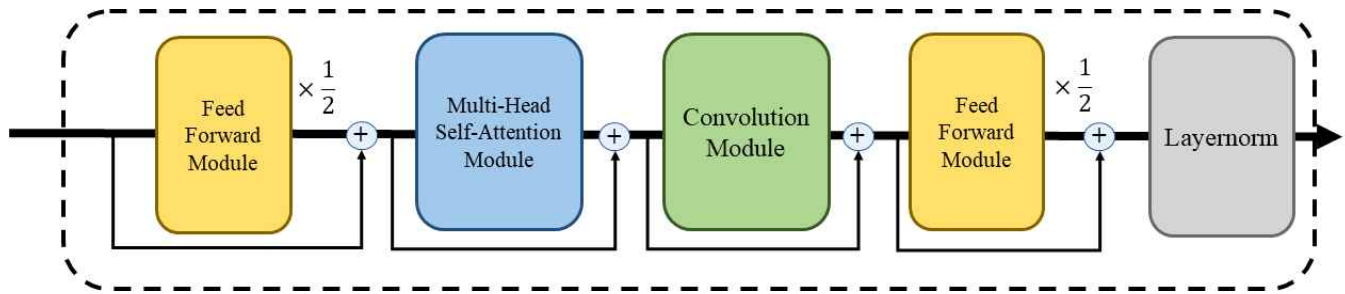 Feed
Forward
Module
× 1/2
+
Multi-Head
Self-Attention
Module
+
Convolution
Module
+
Feed
Forward
Module
× 1/2
+
Layernorm